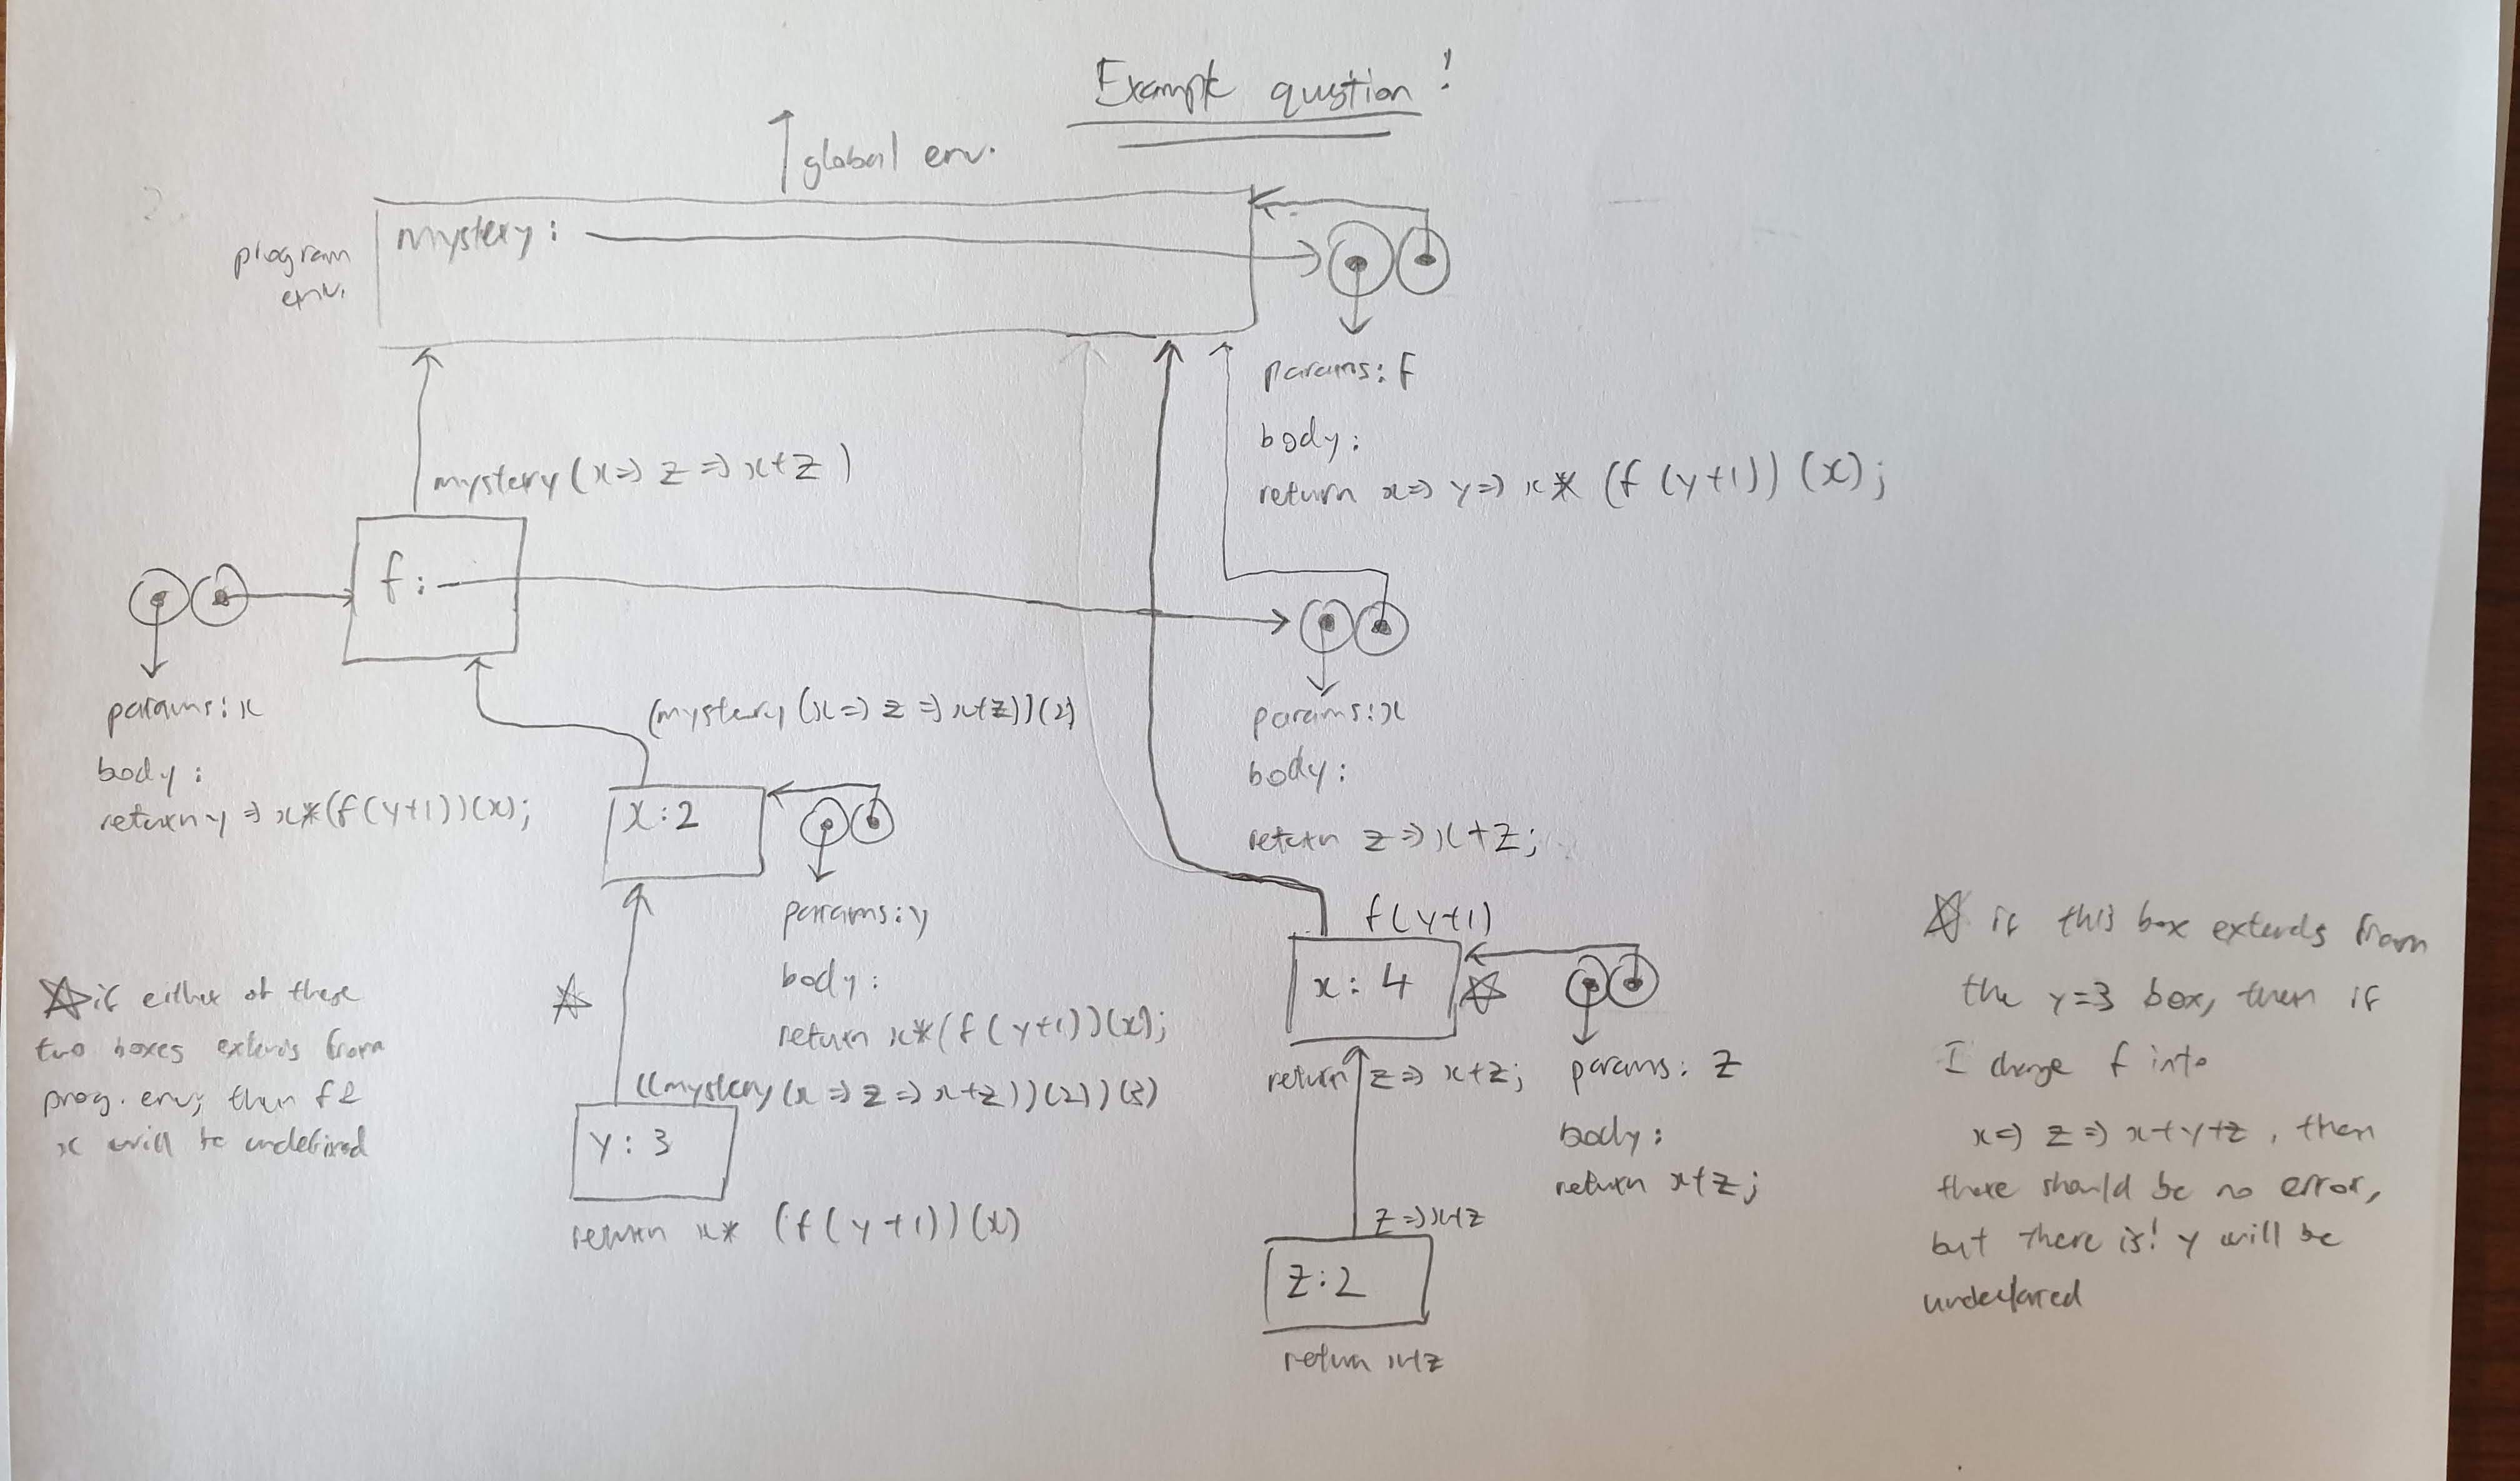 Example qustion!
global env.
program
env.
mystery:
params: f
body:
return x => y => x * (f (y+1)) (x);
mystery (x => z => x+z)
f:
params: x
body:
return y => x*(f(y+1))(x);
(mystery (x => z => x+z))(2)
params: x
body:
return z => x+z;
x: 2
params: y
body:
return x*(f(y+1))(x);
☆ if either of these
two boxes extends from
prog. env, then f &
x will be undefined
☆
((mystery (x => z => x+z))(2))(3)
y: 3
return x* (f(y+1))(x)
f(y+1)
x: 4
☆
return z => x+z;
params: z
body:
return x+z;
z => x+z
z: 2
return x+z
☆ if this box extends from
the y=3 box, then if
I change f into
x => z => x+y+z, then
there should be no error,
but there is! y will be
undeclared